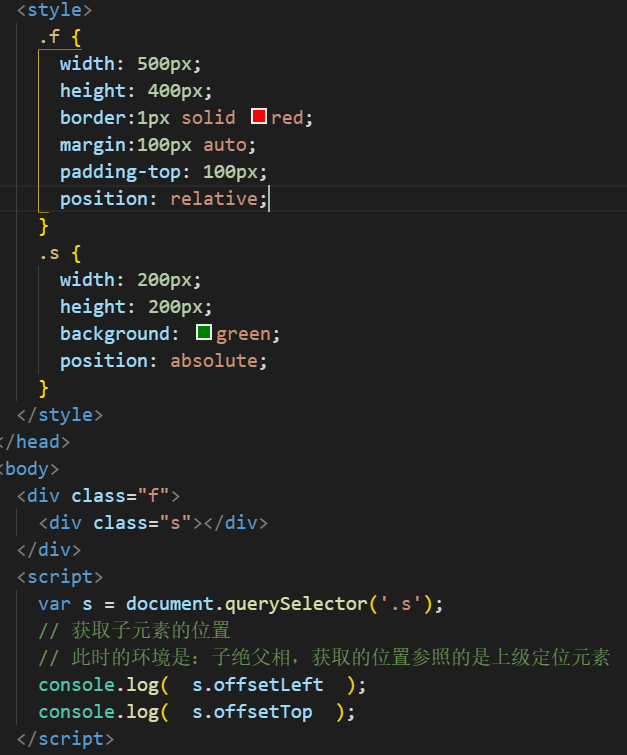 <style>
.f {
width: 500px;
height: 400px;
border:1px solid red;
margin:100px auto;
padding-top: 100px;
position: relative;
}
.s {
width: 200px;
height: 200px;
background: green;
position: absolute;
}
</style>
</head>
<body>
<div class="f">
<div class="s"></div>
</div>
<script>
var s = document.querySelector('.s');
// 获取子元素的位置
// 此时的环境是: 子绝父相, 获取的位置参照的是上级定位元素
console.log(  s.offsetLeft  );
console.log(  s.offsetTop  );
</script>